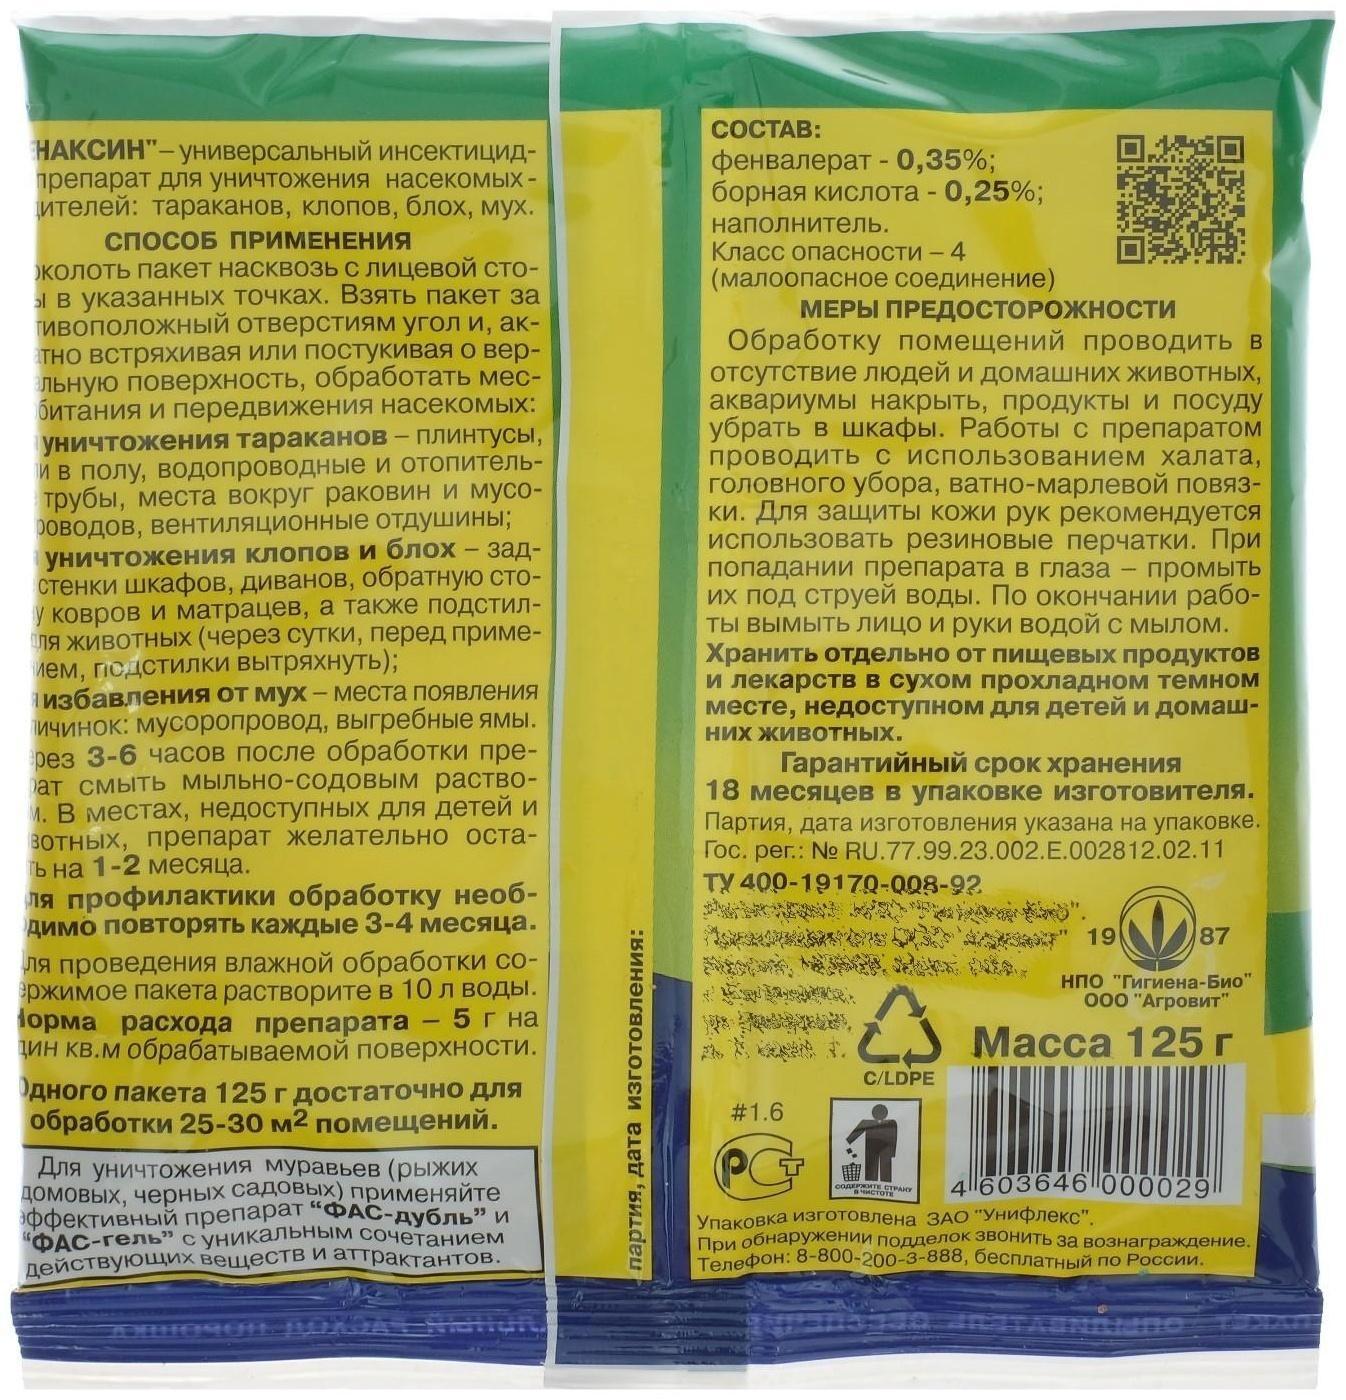 ЕНАКСИН" – универсальный инсектицид-
препарат для уничтожения насекомых-
дителей: тараканов, клопов, блох, мух.
СПОСОБ ПРИМЕНЕНИЯ
околоть пакет насквозь с лицевой сто-
ы в указанных точках. Взять пакет за
тивоположный отверстиям угол и, ак-
атно встряхивая или постукивая о вер-
альную поверхность, обработать мес-
битания и передвижения насекомых:
я уничтожения тараканов – плинтусы,
ли в полу, водопроводные и отопитель-
е трубы, места вокруг раковин и мусо-
роводов, вентиляционные отдушины;
я уничтожения клопов и блох – зад-
стенки шкафов, диванов, обратную сто-
ну ковров и матрацев, а также подстил-
для животных (через сутки, перед приме-
нием, подстилки вытряхнуть);
я избавления от мух – места появления
личинок: мусоропровод, выгребные ямы.
ерез 3-6 часов после обработки пре-
рат смыть мыльно-содовым раство-
м. В местах, недоступных для детей и
вотных, препарат желательно оста-
ть на 1-2 месяца.
ля профилактики обработку необ-
димо повторять каждые 3-4 месяца.
ля проведения влажной обработки со-
ержимое пакета растворите в 10 л воды.
Норма расхода препарата – 5 г на
дин кв.м обрабатываемой поверхности.
Одного пакета 125 г достаточно для
обработки 25-30 м² помещений.
Для уничтожения муравьев (рыжих
домовых, черных садовых) применяйте
эффективный препарат "ФАС-дубль" и
"ФАС-гель" с уникальным сочетанием
действующих веществ и аттрактантов.
партия, дата изготовления:
СОСТАВ:
фенвалерат - 0,35%;
борная кислота - 0,25%;
наполнитель.
Класс опасности – 4
(малоопасное соединение)
МЕРЫ ПРЕДОСТОРОЖНОСТИ
Обработку помещений проводить в
отсутствие людей и домашних животных,
аквариумы накрыть, продукты и посуду
убрать в шкафы. Работы с препаратом
проводить с использованием халата,
головного убора, ватно-марлевой повяз-
ки. Для защиты кожи рук рекомендуется
использовать резиновые перчатки. При
попадании препарата в глаза – промыть
их под струей воды. По окончании рабо-
ты вымыть лицо и руки водой с мылом.
Хранить отдельно от пищевых продуктов
и лекарств в сухом прохладном темном
месте, недоступном для детей и домаш-
них животных.
Гарантийный срок хранения
18 месяцев в упаковке изготовителя.
Партия, дата изготовления указана на упаковке.
Гос. рег.: № RU.77.99.23.002.E.002812.02.11
ТУ 400-19170-008-92
19 87
НПО "Гигиена-Био"
ООО "Агровит"
Масса 125 г
C/LDPE
#1.6
РСТ
СОДЕРЖИТЕ СТРАНУ
В ЧИСТОТЕ
4 603646 000029
Упаковка изготовлена ЗАО "Унифлекс".
При обнаружении подделок звонить за вознаграждение.
Телефон: 8-800-200-3-888, бесплатный по России.